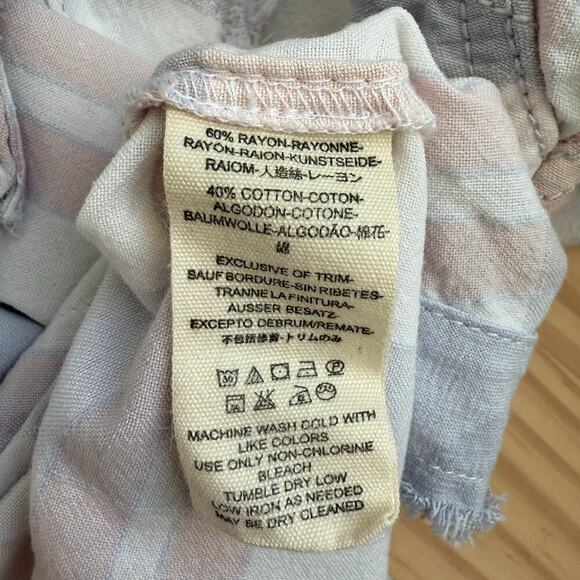 60% RAYON-RAYONNE-
RAYON-RAION-KUNSTSEIDE-
RAIOM-人造絲-レーヨン
40% COTTON-COTON-
ALGODON-COTONE-
BAUMWOLLE-ALGODÃO-棉花-
綿
EXCLUSIVE OF TRIM-
SAUF BORDURE-SIN RIBETES-
TRANNE LA FINITURA-
AUSSER BESATZ-
EXCEPTO DEBRUM/REMATE-
不包括修剪-トリムのみ
MACHINE WASH COLD WITH
LIKE COLORS
USE ONLY NON-CHLORINE
BLEACH
TUMBLE DRY LOW
LOW IRON AS NEEDED
MAY BE DRY CLEANED